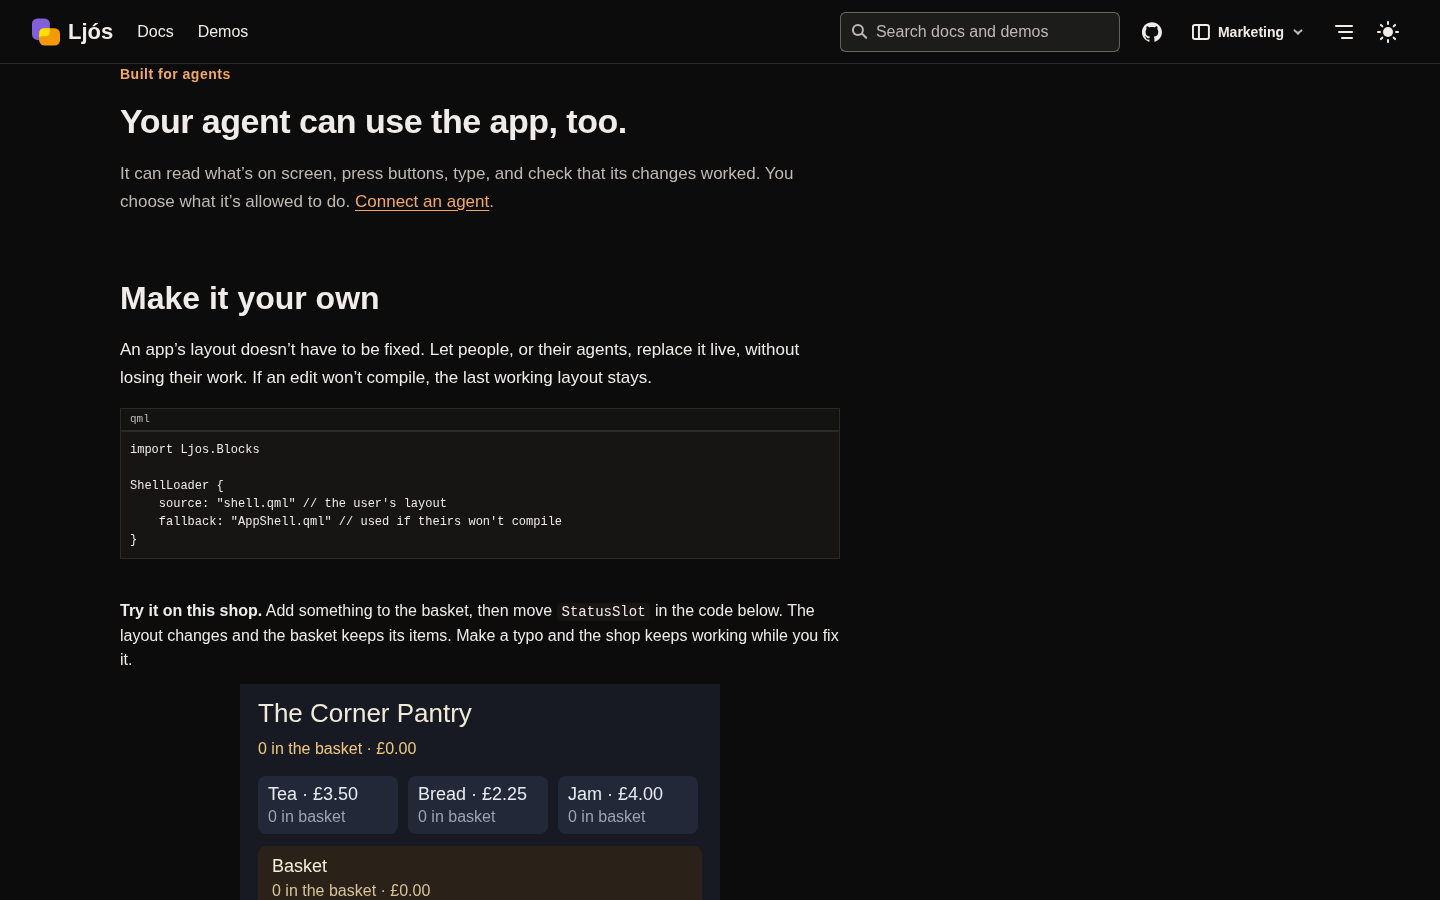 Ljós Docs Demos Search docs and demos Marketing
Built for agents
Your agent can use the app, too.
It can read what’s on screen, press buttons, type, and check that its changes worked. You
choose what it’s allowed to do. Connect an agent.
Make it your own
An app’s layout doesn’t have to be fixed. Let people, or their agents, replace it live, without
losing their work. If an edit won’t compile, the last working layout stays.
qml
import Ljos.Blocks
ShellLoader {
    source: "shell.qml" // the user's layout
    fallback: "AppShell.qml" // used if theirs won't compile
}
Try it on this shop. Add something to the basket, then move StatusSlot in the code below. The
layout changes and the basket keeps its items. Make a typo and the shop keeps working while you fix
it.
The Corner Pantry
0 in the basket · £0.00
Tea · £3.50 Bread · £2.25 Jam · £4.00
0 in basket 0 in basket 0 in basket
Basket
0 in the basket · £0.00